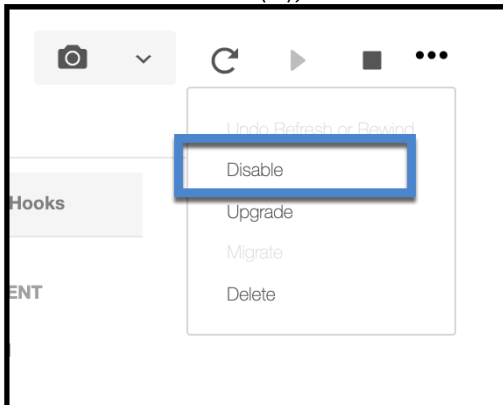 Undo Refresh or Rewind
Disable
Hooks
Upgrade
Migrate
ENT
Delete